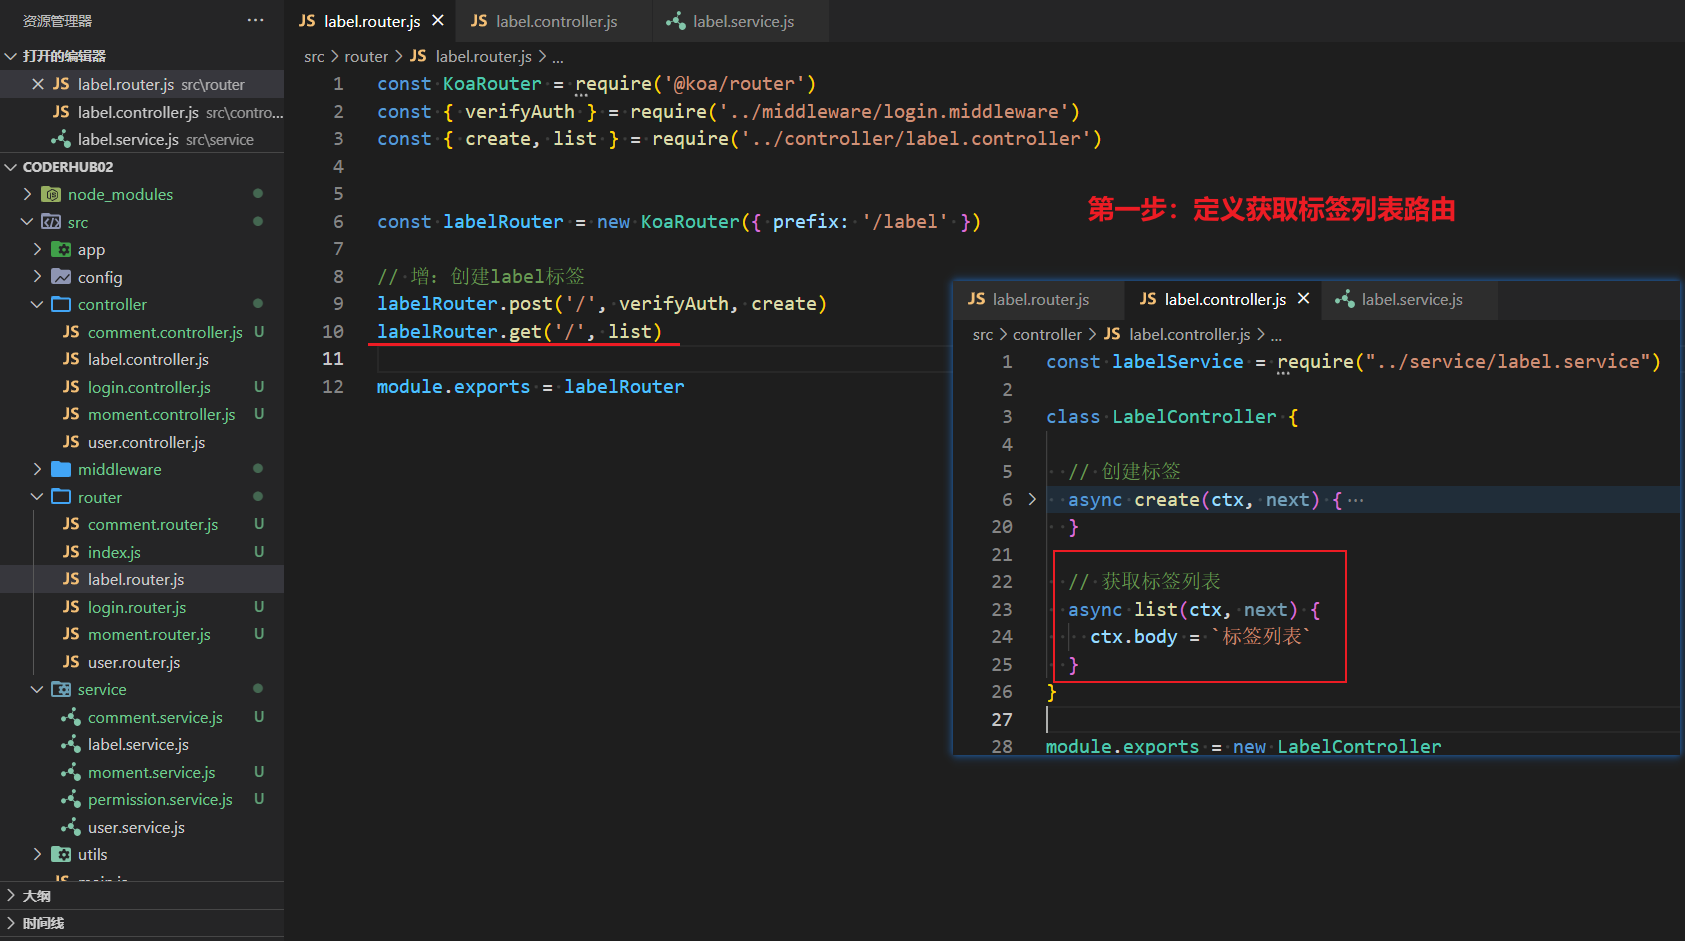 资源管理器 ···
打开的编辑器
JS label.router.js src\router
JS label.controller.js src\contro...
label.service.js src\service
CODERHUB02
node_modules
src
app
config
controller
JS comment.controller.js U
JS label.controller.js
JS login.controller.js U
JS moment.controller.js U
JS user.controller.js
middleware
router
JS comment.router.js U
JS index.js U
JS label.router.js
JS login.router.js U
JS moment.router.js U
JS user.router.js
service
comment.service.js U
label.service.js
moment.service.js U
permission.service.js U
user.service.js
utils
JS main.js
大纲
时间线
JS label.router.js JS label.controller.js label.service.js
src > router > JS label.router.js > ...
1 const KoaRouter = require('@koa/router')
2 const { verifyAuth } = require('../middleware/login.middleware')
3 const { create, list } = require('../controller/label.controller')
4
5
6 const labelRouter = new KoaRouter({ prefix: '/label' })
7
8 // 增: 创建label标签
9 labelRouter.post('/', verifyAuth, create)
10 labelRouter.get('/', list)
11
12 module.exports = labelRouter
第一步：定义获取标签列表路由
JS label.router.js JS label.controller.js label.service.js
src > controller > JS label.controller.js > ...
1 const labelService = require("../service/label.service")
2
3 class LabelController {
4
5 // 创建标签
6 async create(ctx, next) { ···
20 }
21
22 // 获取标签列表
23 async list(ctx, next) {
24 ctx.body = `标签列表`
25 }
26 }
27
28 module.exports = new LabelController